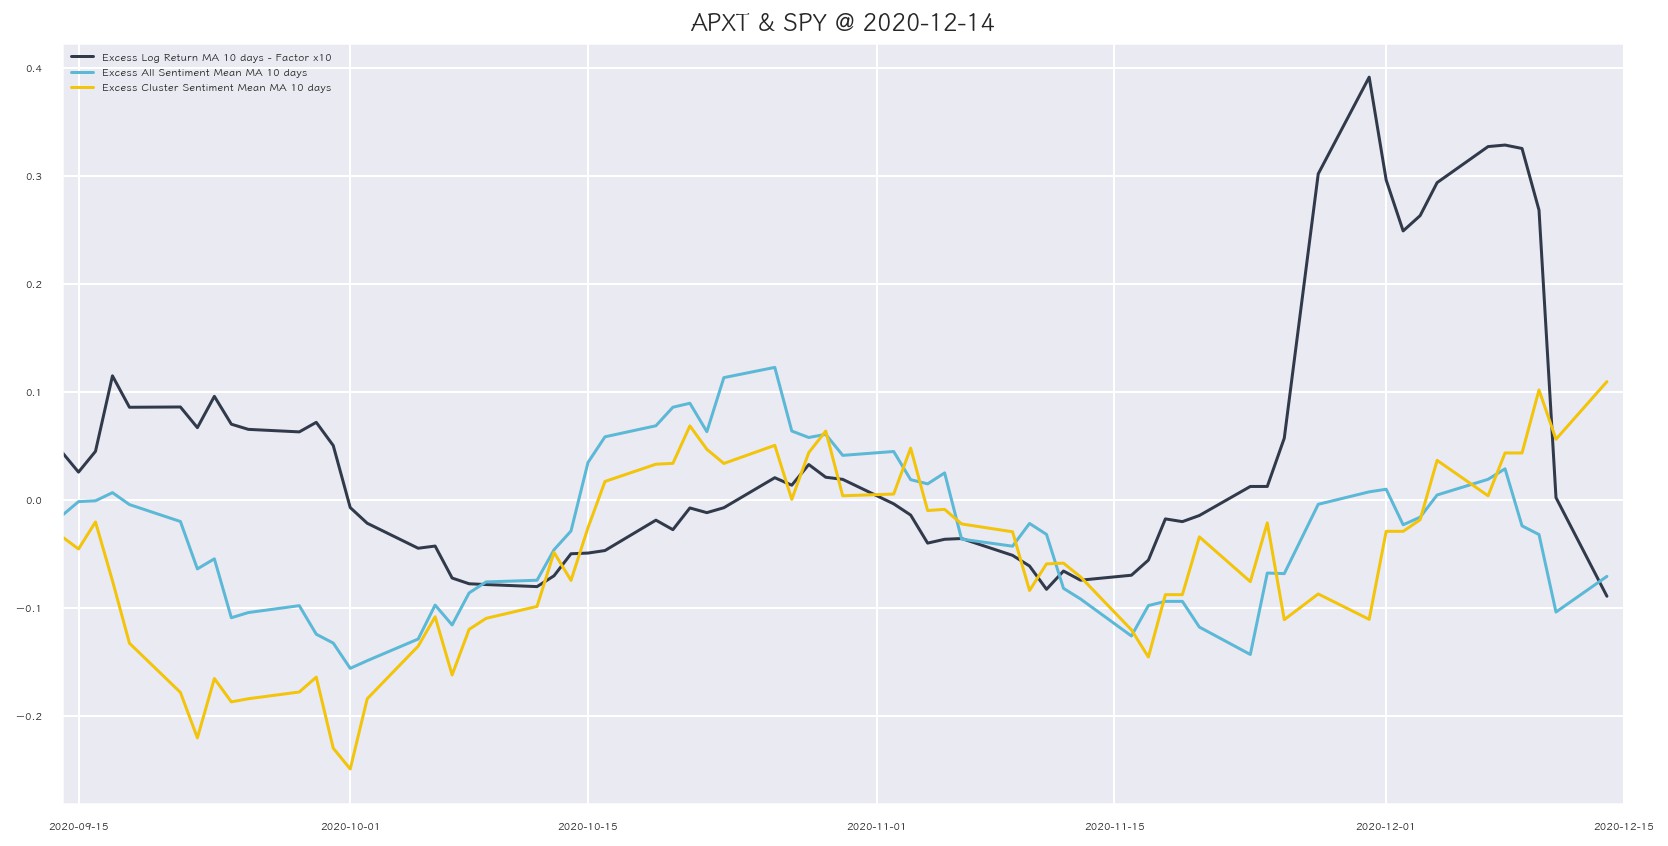 APXT & SPY @ 2020-12-14
Excess Log Return MA 10 days - Factor x10
Excess All Sentiment Mean MA 10 days
Excess Cluster Sentiment Mean MA 10 days
0.4
0.3
0.2
0.1
0.0
−0.1
−0.2
2020-09-15 2020-10-01 2020-10-15 2020-11-01 2020-11-15 2020-12-01 2020-12-15